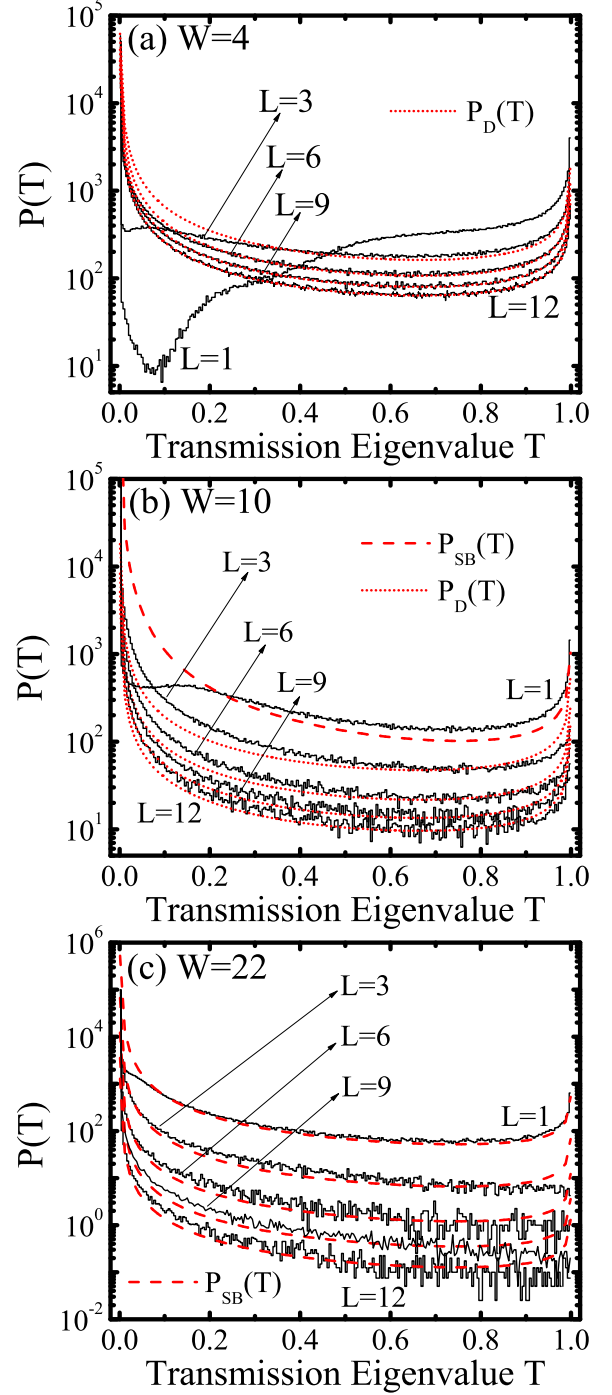 (a) W=4
P_D(T)
L=3
L=6
L=9
L=12
L=1
P(T)
10^5
10^4
10^3
10^2
10^1
0.0 0.2 0.4 0.6 0.8 1.0
Transmission Eigenvalue T
(b) W=10
P_SB(T)
P_D(T)
L=3
L=6
L=9
L=1
L=12
P(T)
10^5
10^4
10^3
10^2
10^1
0.0 0.2 0.4 0.6 0.8 1.0
Transmission Eigenvalue T
(c) W=22
L=3
L=6
L=9
L=1
P_SB(T)
L=12
P(T)
10^6
10^4
10^2
10^0
10^-2
0.0 0.2 0.4 0.6 0.8 1.0
Transmission Eigenvalue T